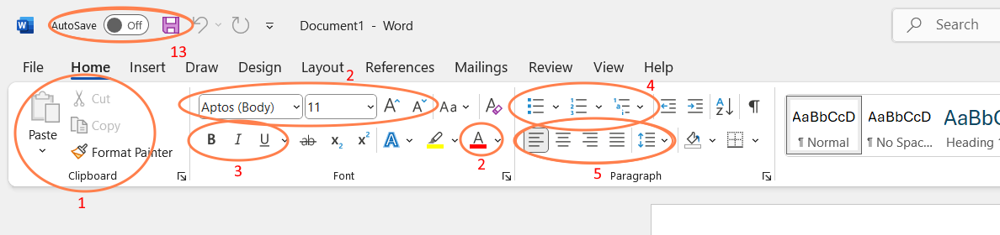 AutoSave Off Document1 - Word Search
13
File Home Insert Draw Design Layout References Mailings Review View Help
2 4
Paste Cut Aptos (Body) 11 A A Aa A ¶ AaBbCcD AaBbCcD AaBbCc
Copy B I U ab x₂ x² A A ¶ Normal ¶ No Spac... Heading 1
Format Painter
Clipboard Font Paragraph
1 3 2 5